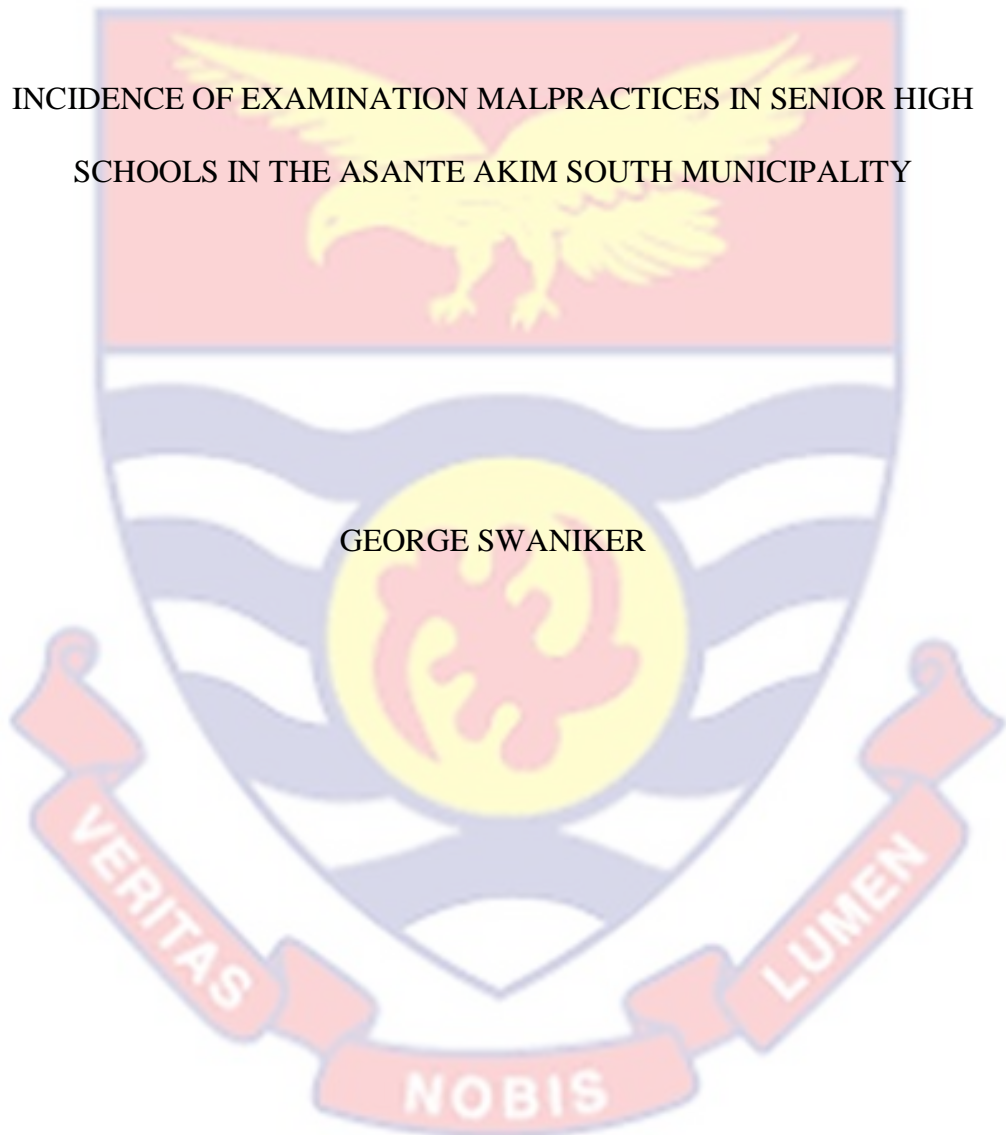 INCIDENCE OF EXAMINATION MALPRACTICES IN SENIOR HIGH
SCHOOLS IN THE ASANTE AKIM SOUTH MUNICIPALITY
GEORGE SWANIKER
VERITAS
NOBIS
LUMEN